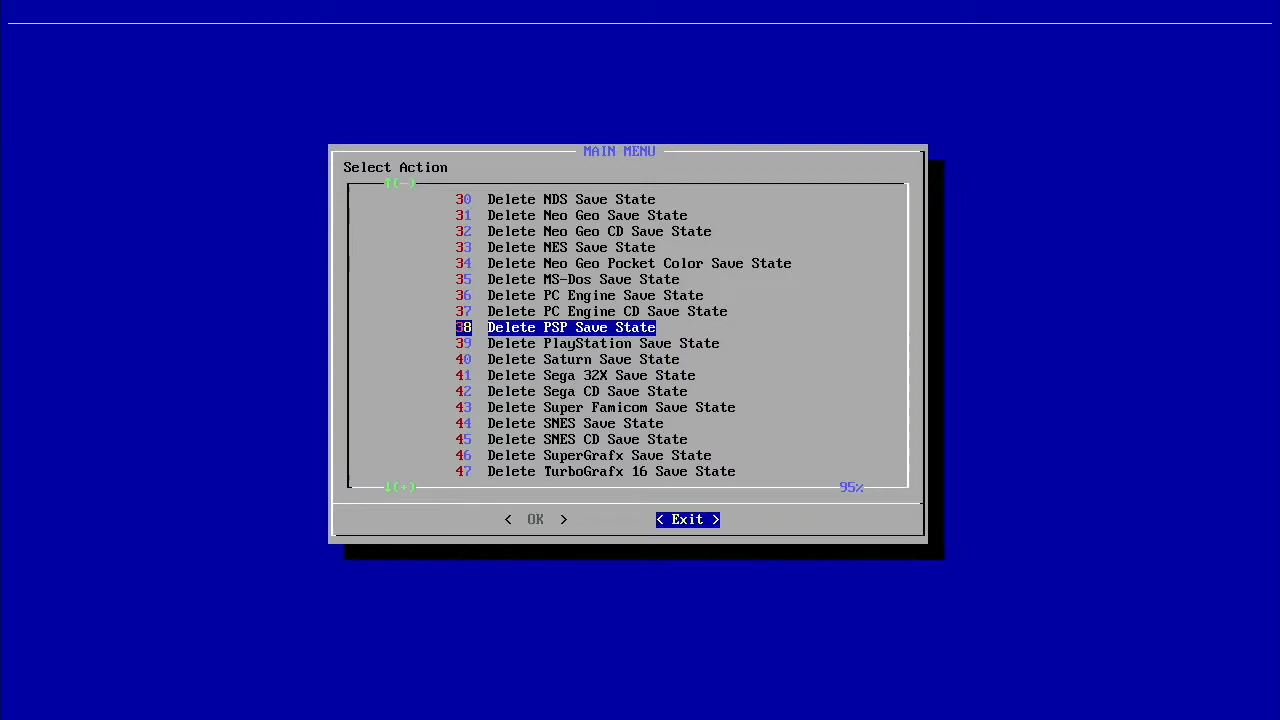 MAIN MENU
Select Action
↑(-)
30 Delete NDS Save State
31 Delete Neo Geo Save State
32 Delete Neo Geo CD Save State
33 Delete NES Save State
34 Delete Neo Geo Pocket Color Save State
35 Delete MS-Dos Save State
36 Delete PC Engine Save State
37 Delete PC Engine CD Save State
38 Delete PSP Save State
39 Delete PlayStation Save State
40 Delete Saturn Save State
41 Delete Sega 32X Save State
42 Delete Sega CD Save State
43 Delete Super Famicom Save State
44 Delete SNES Save State
45 Delete SNES CD Save State
46 Delete SuperGrafx Save State
47 Delete TurboGrafx 16 Save State
↓(+) 95%
< OK > < Exit >